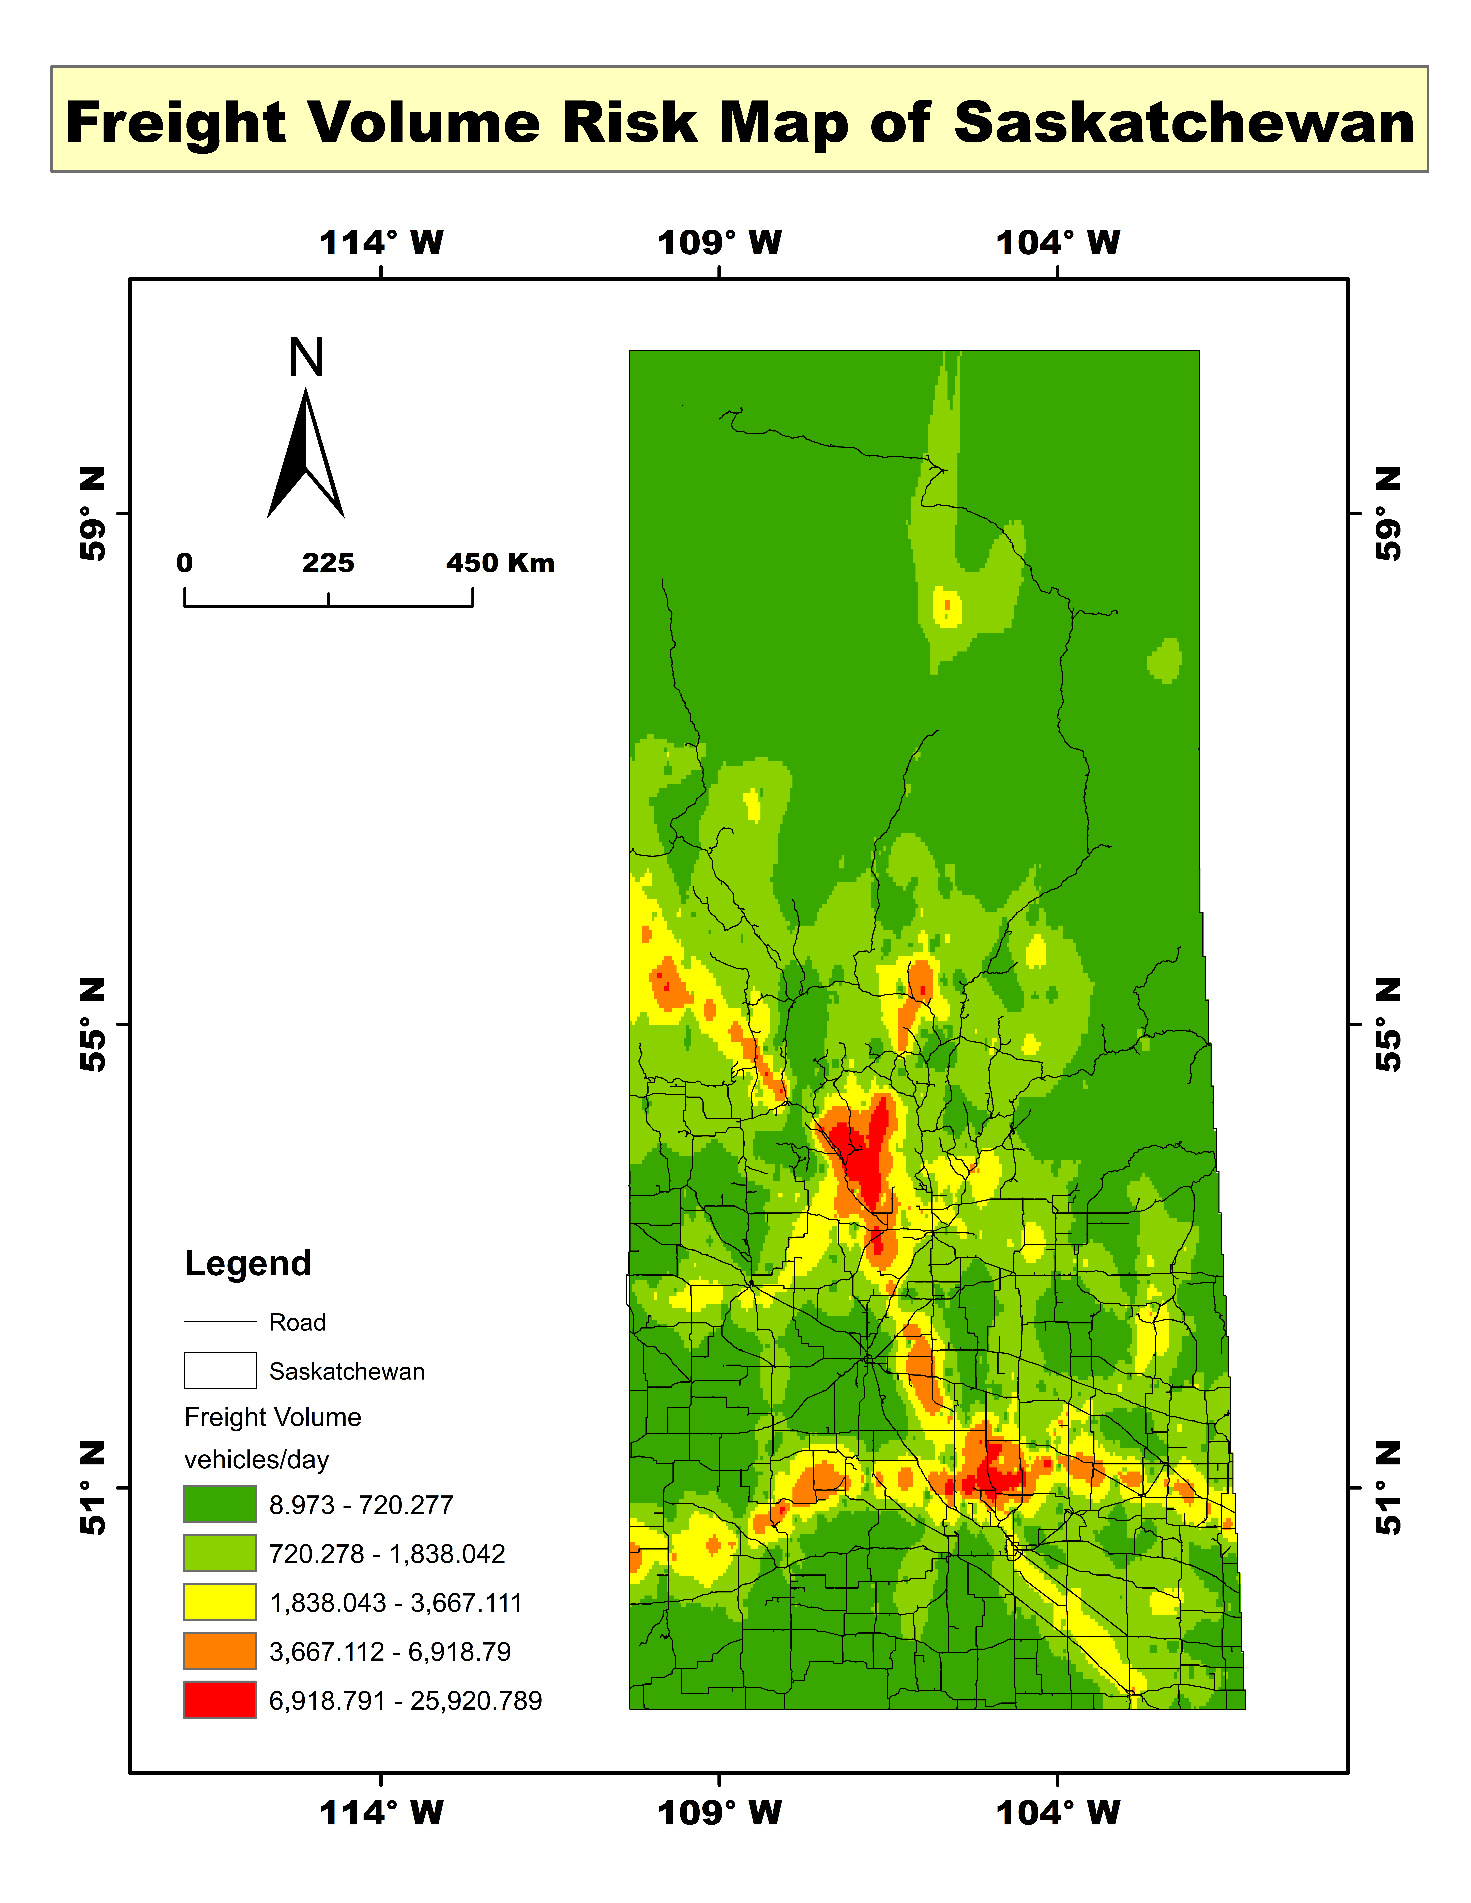 Freight Volume Risk Map of Saskatchewan
114° W 109° W 104° W
N
59° N 59° N
0 225 450 Km
55° N 55° N
Legend
Road
Saskatchewan
Freight Volume
vehicles/day
51° N 51° N
8.973 - 720.277
720.278 - 1,838.042
1,838.043 - 3,667.111
3,667.112 - 6,918.79
6,918.791 - 25,920.789
114° W 109° W 104° W